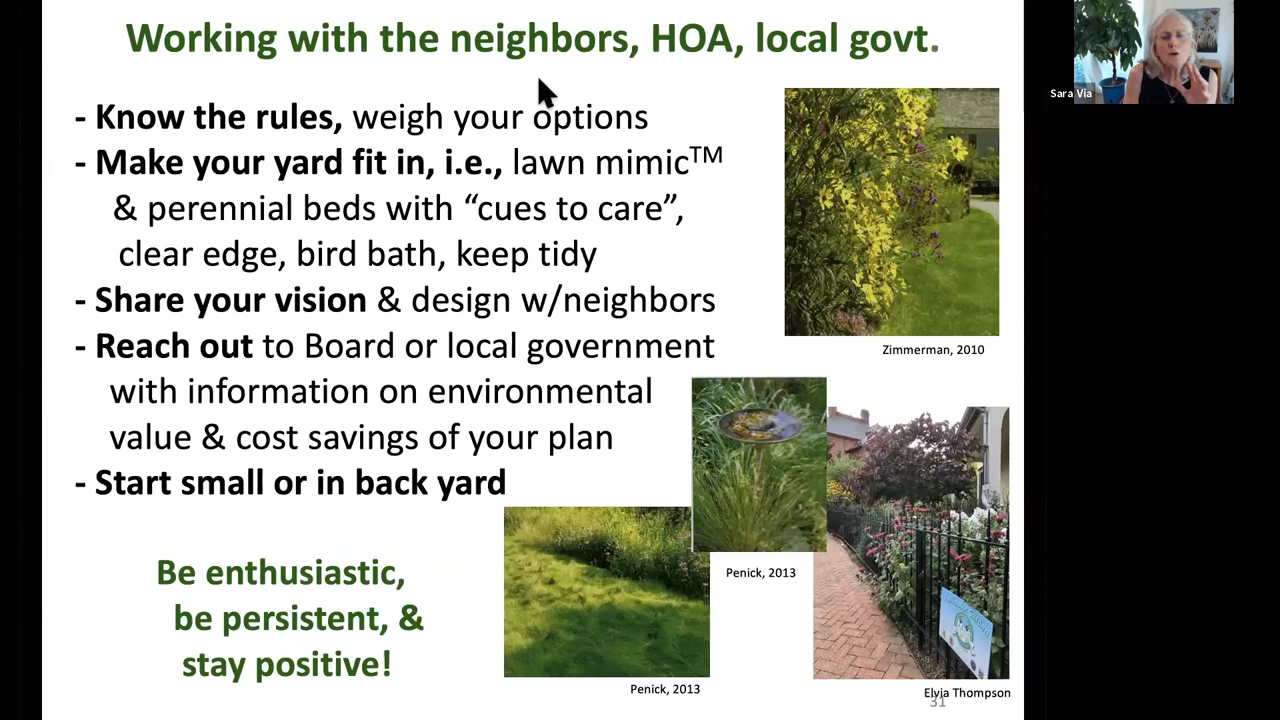 Working with the neighbors, HOA, local govt.
- Know the rules, weigh your options
- Make your yard fit in, i.e., lawn mimic™
& perennial beds with “cues to care”,
clear edge, bird bath, keep tidy
- Share your vision & design w/neighbors
- Reach out to Board or local government
with information on environmental
value & cost savings of your plan
- Start small or in back yard
Be enthusiastic,
be persistent, &
stay positive!
Zimmerman, 2010
Penick, 2013
Penick, 2013
Elvia Thompson
31
Sara Via